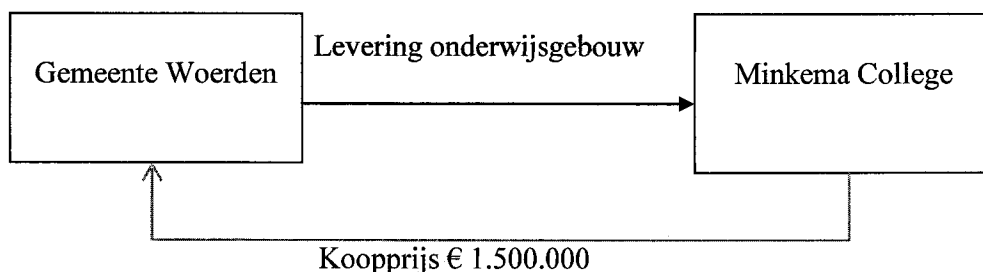 Levering onderwijsgebouw
Gemeente Woerden
Minkema College
Koopprijs € 1.500.000